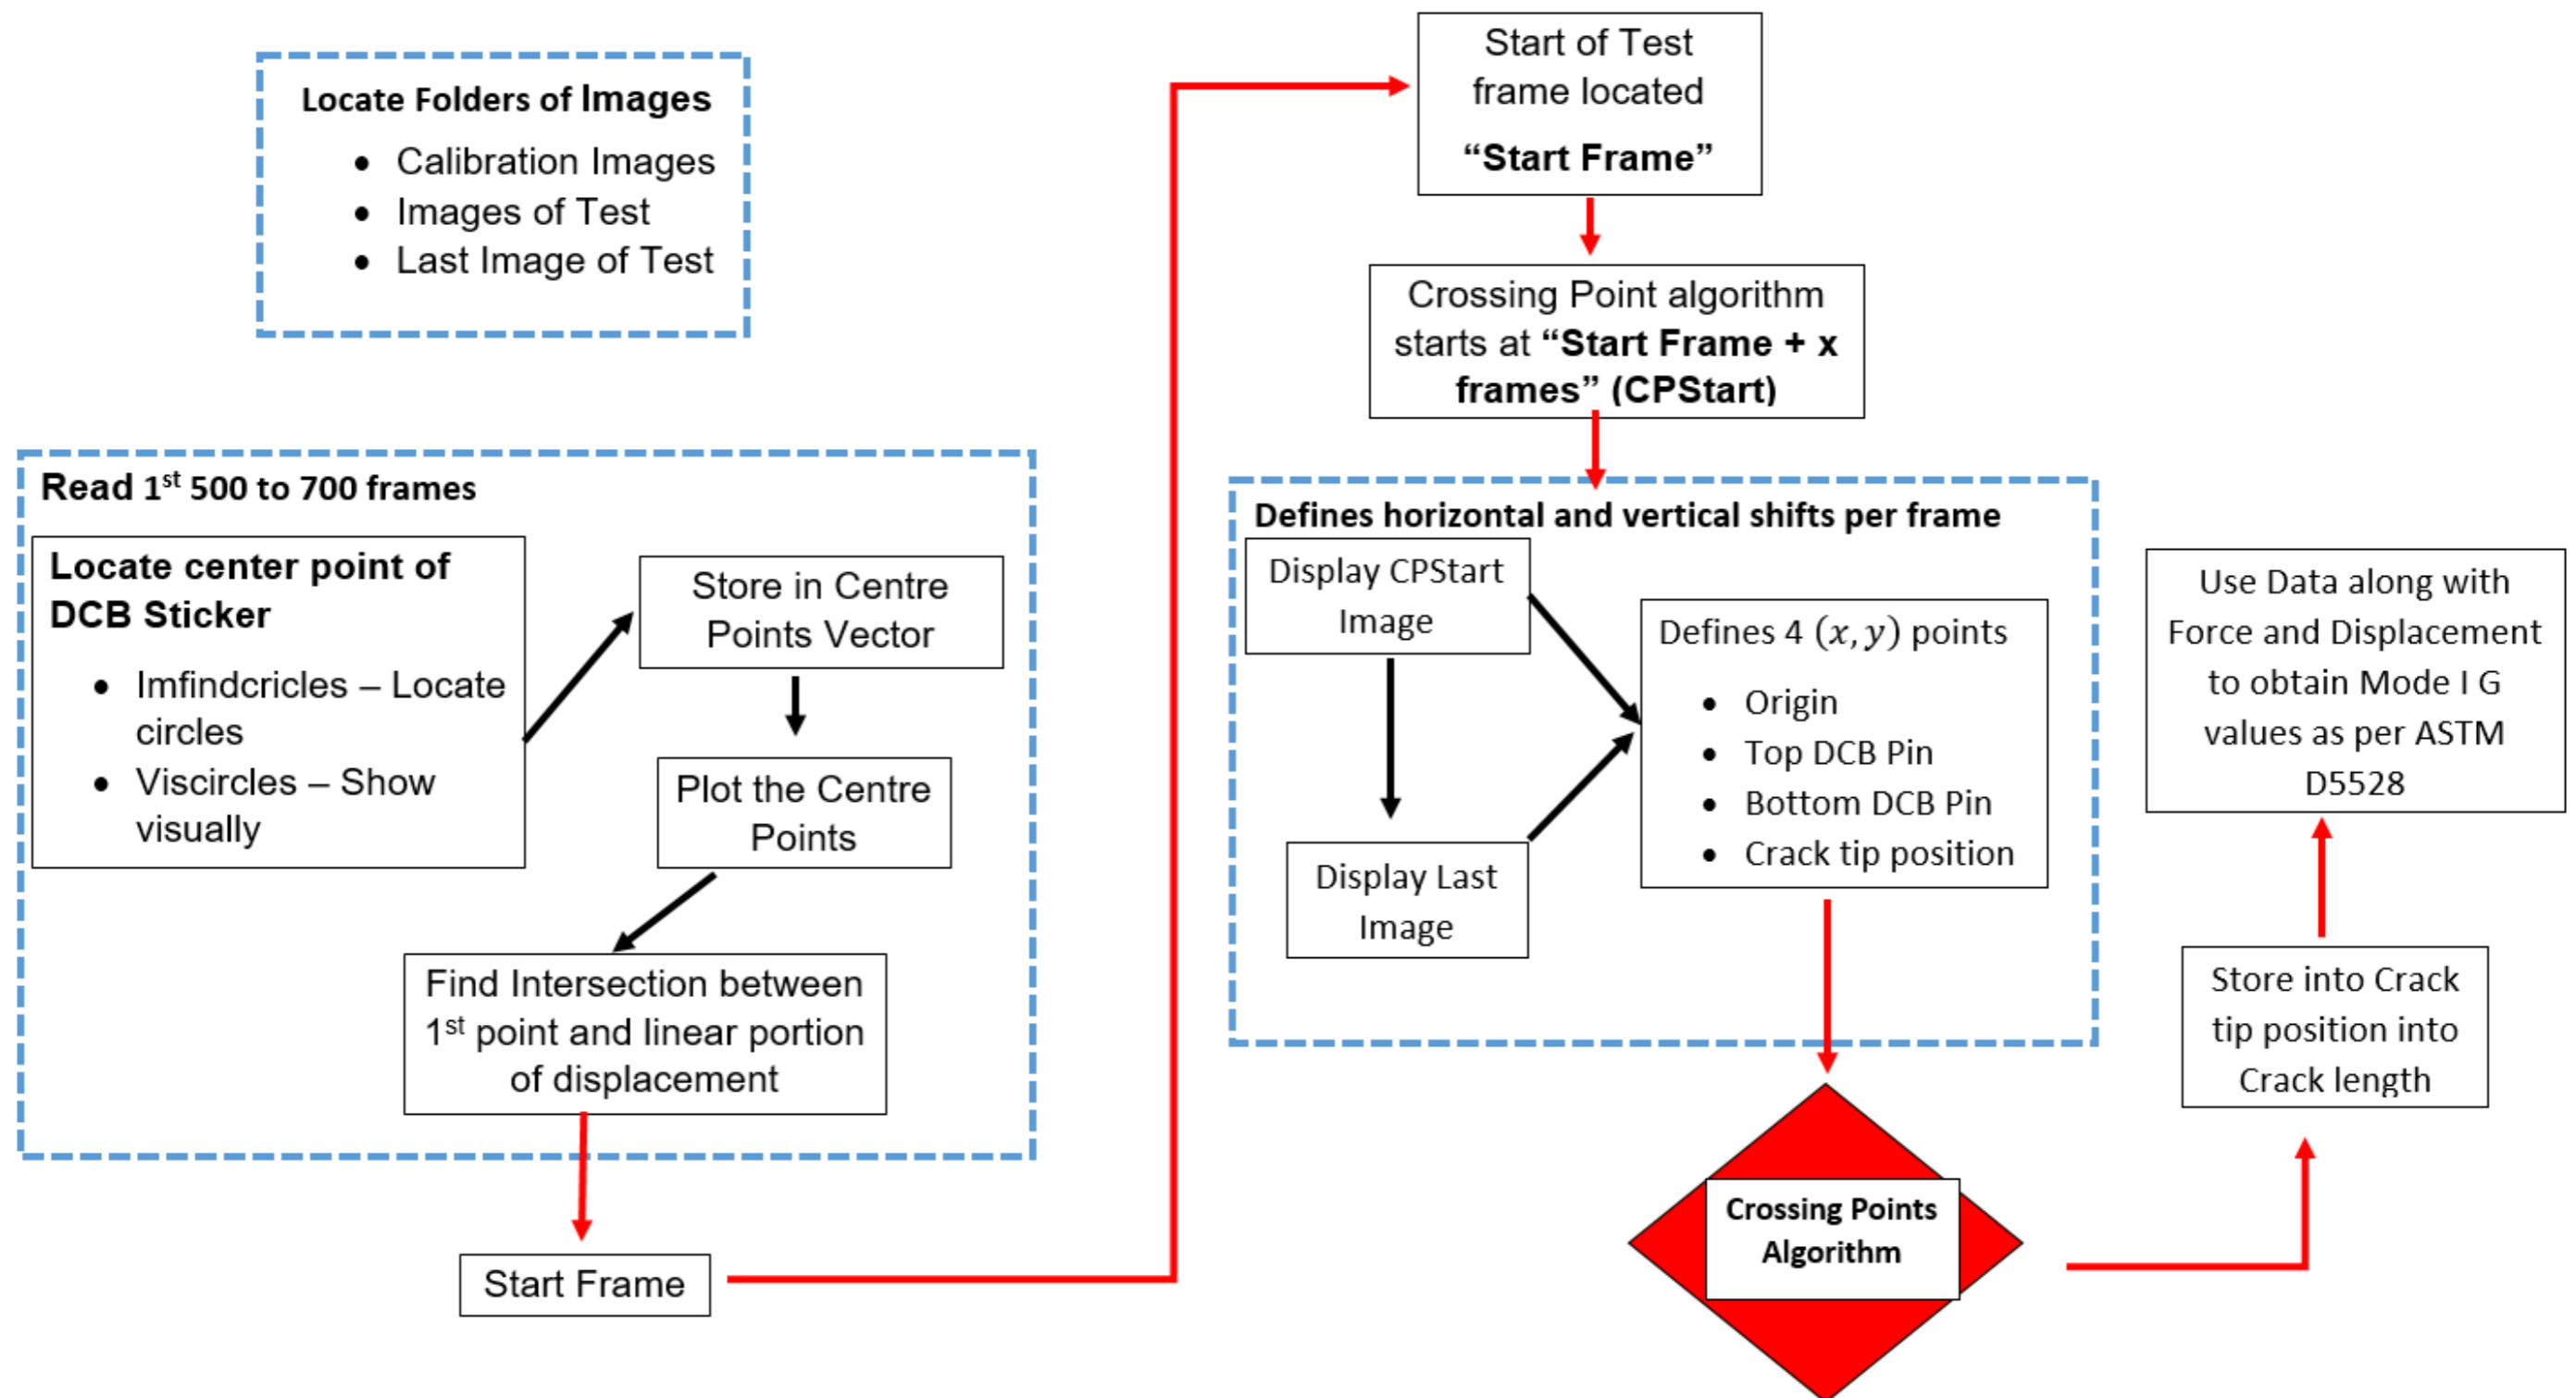 Locate Folders of Images
• Calibration Images
• Images of Test
• Last Image of Test
Read 1st 500 to 700 frames
Locate center point of
DCB Sticker
• Imfindcricles – Locate
circles
• Viscircles – Show
visually
Store in Centre
Points Vector
Plot the Centre
Points
Find Intersection between
1st point and linear portion
of displacement
Start Frame
Start of Test
frame located
“Start Frame”
Crossing Point algorithm
starts at “Start Frame + x
frames” (CPStart)
Defines horizontal and vertical shifts per frame
Display CPStart
Image
Display Last
Image
Defines 4 (x, y) points
• Origin
• Top DCB Pin
• Bottom DCB Pin
• Crack tip position
Crossing Points
Algorithm
Store into Crack
tip position into
Crack length
Use Data along with
Force and Displacement
to obtain Mode I G
values as per ASTM
D5528